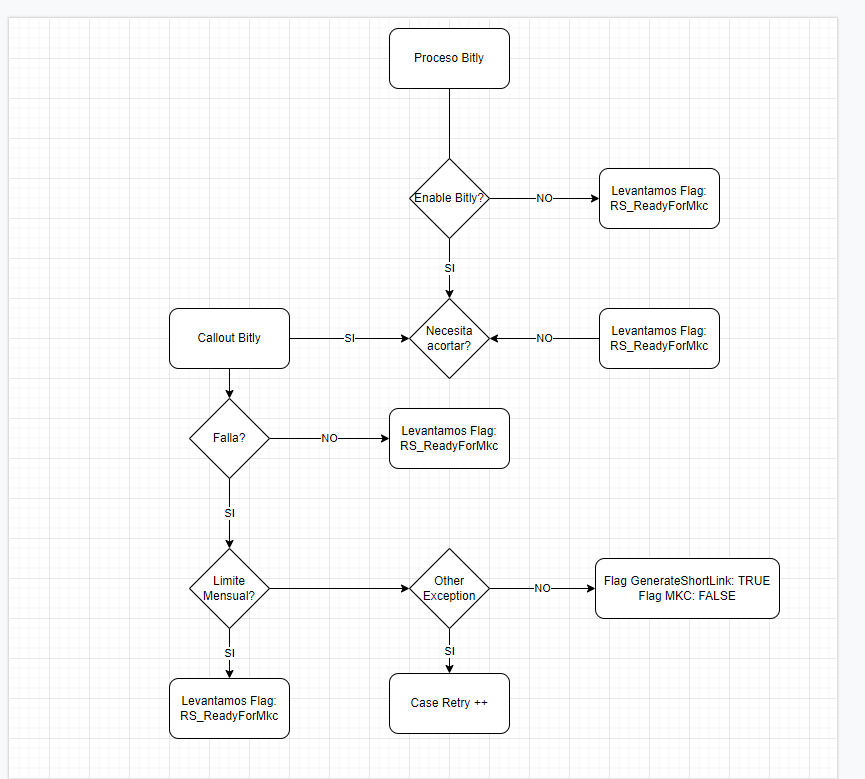 Proceso Bitly
Enable Bitly?
NO
Levantamos Flag:
RS_ReadyForMkc
SI
Callout Bitly
SI
Necesita
acortar?
NO
Levantamos Flag:
RS_ReadyForMkc
Falla?
NO
Levantamos Flag:
RS_ReadyForMkc
SI
Limite
Mensual?
Other
Exception
NO
Flag GenerateShortLink: TRUE
Flag MKC: FALSE
SI
SI
Levantamos Flag:
RS_ReadyForMkc
Case Retry ++